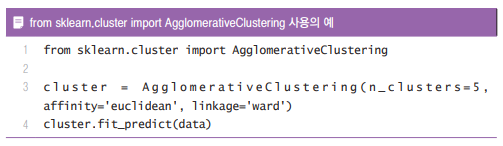 from sklearn,cluster import AgglomerativeClustering 사용의 예
1 from sklearn.cluster import AgglomerativeClustering
2
3 cluster = AgglomerativeClustering(n_clusters=5,
affinity='euclidean', linkage='ward')
4 cluster.fit_predict(data)